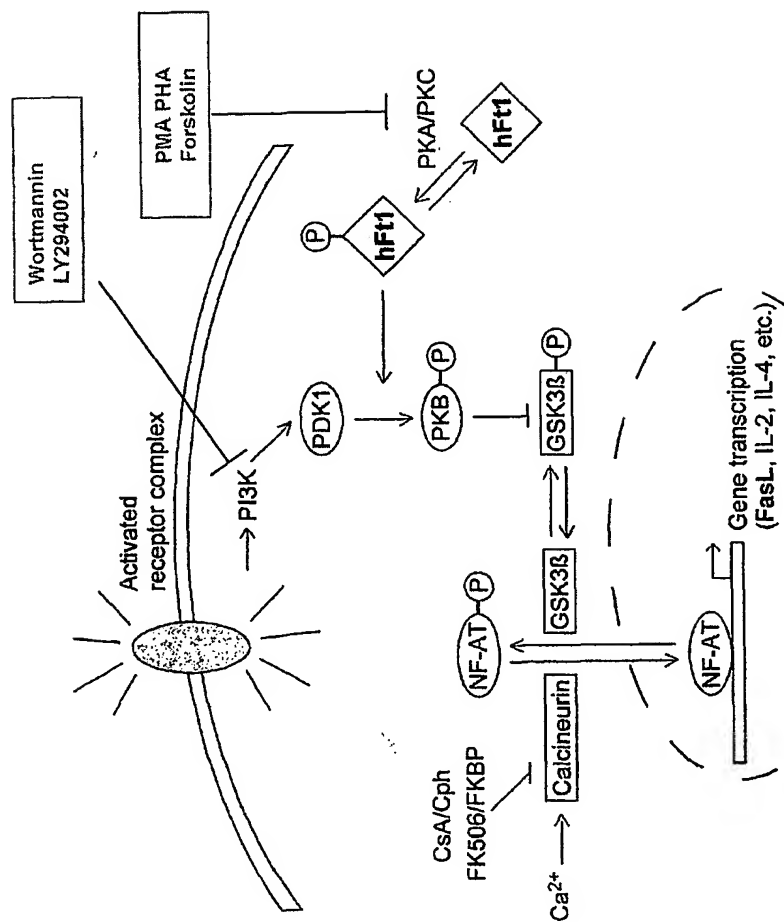 Wortmannin
LY294002
PMA PHA
Forskolin
Activated
receptor complex
PI3K
PDK1
PKB
P
P
hFt1
PKA/PKC
hFt1
GSK3ß
P
GSK3ß
NF-AT
P
CsA/Cph
FK506/FKBP
Calcineurin
Ca²⁺
NF-AT
Gene transcription
(FasL, IL-2, IL-4, etc.)